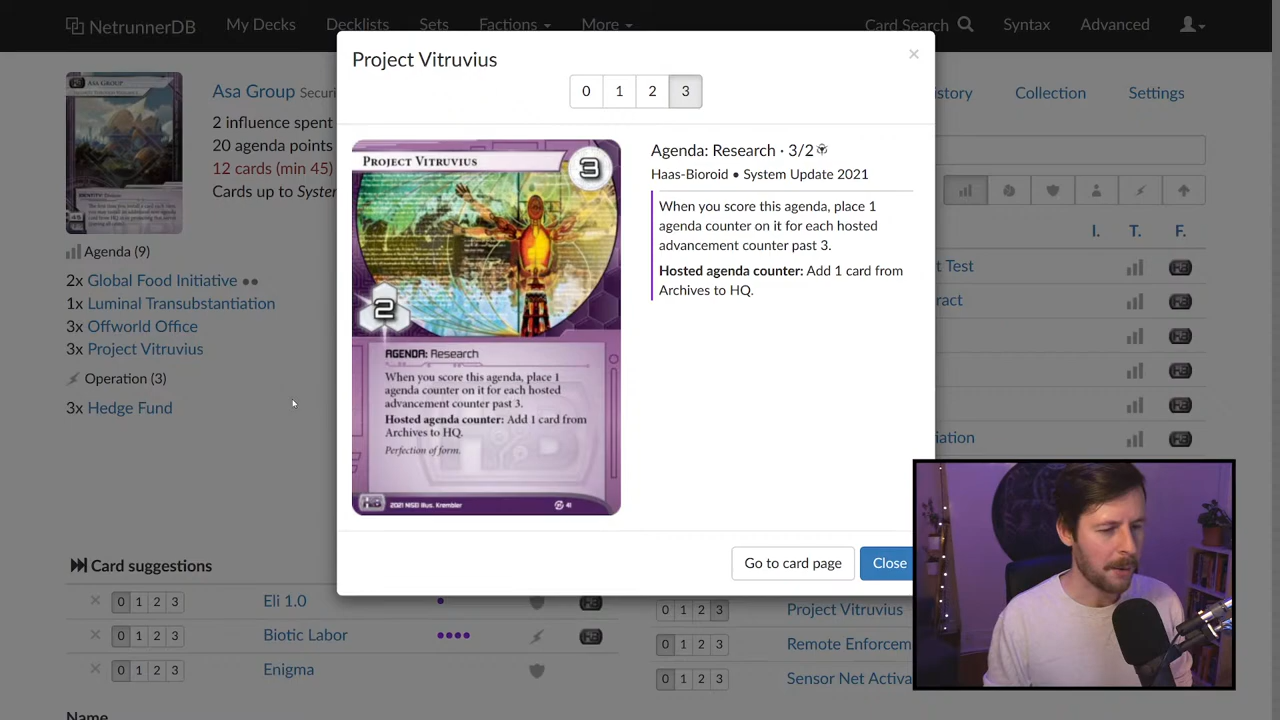 NetrunnerDB
My Decks
Decklists
Sets
Factions
More
Card Search
Syntax
Advanced
Asa Group
Asa Group Securi
2 influence spent
20 agenda points
12 cards (min 45)
Cards up to Syster
Agenda (9)
2x Global Food Initiative
1x Luminal Transubstantiation
3x Offworld Office
3x Project Vitruvius
Operation (3)
3x Hedge Fund
Card suggestions
0 1 2 3 Eli 1.0
0 1 2 3 Biotic Labor
0 1 2 3 Enigma
Name
Project Vitruvius
×
0 1 2 3
Project Vitruvius
3
2
Agenda: Research
When you score this agenda, place 1
agenda counter on it for each hosted
advancement counter past 3.
Hosted agenda counter: Add 1 card from
Archives to HQ.
Perfection of form.
2021 NISEI Illus. Krembler
41
Agenda: Research · 3/2
Haas-Bioroid • System Update 2021
When you score this agenda, place 1
agenda counter on it for each hosted
advancement counter past 3.
Hosted agenda counter: Add 1 card from
Archives to HQ.
Go to card page
Close
istory
Collection
Settings
I. T. F.
Test
ract
iation
0 1 2 3 Project Vitruvius
0 1 2 3 Remote Enforcem
0 1 2 3 Sensor Net Activa